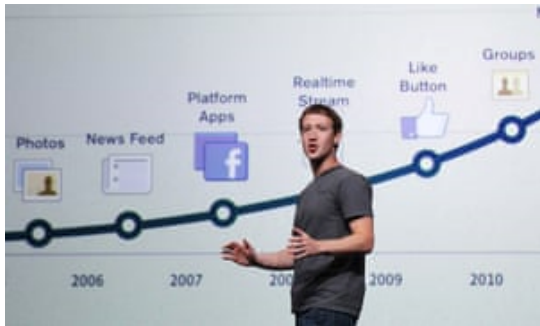 Photos
News Feed
Platform
Apps
Realtime
Stream
Like
Button
Groups
2006
2007
2009
2010